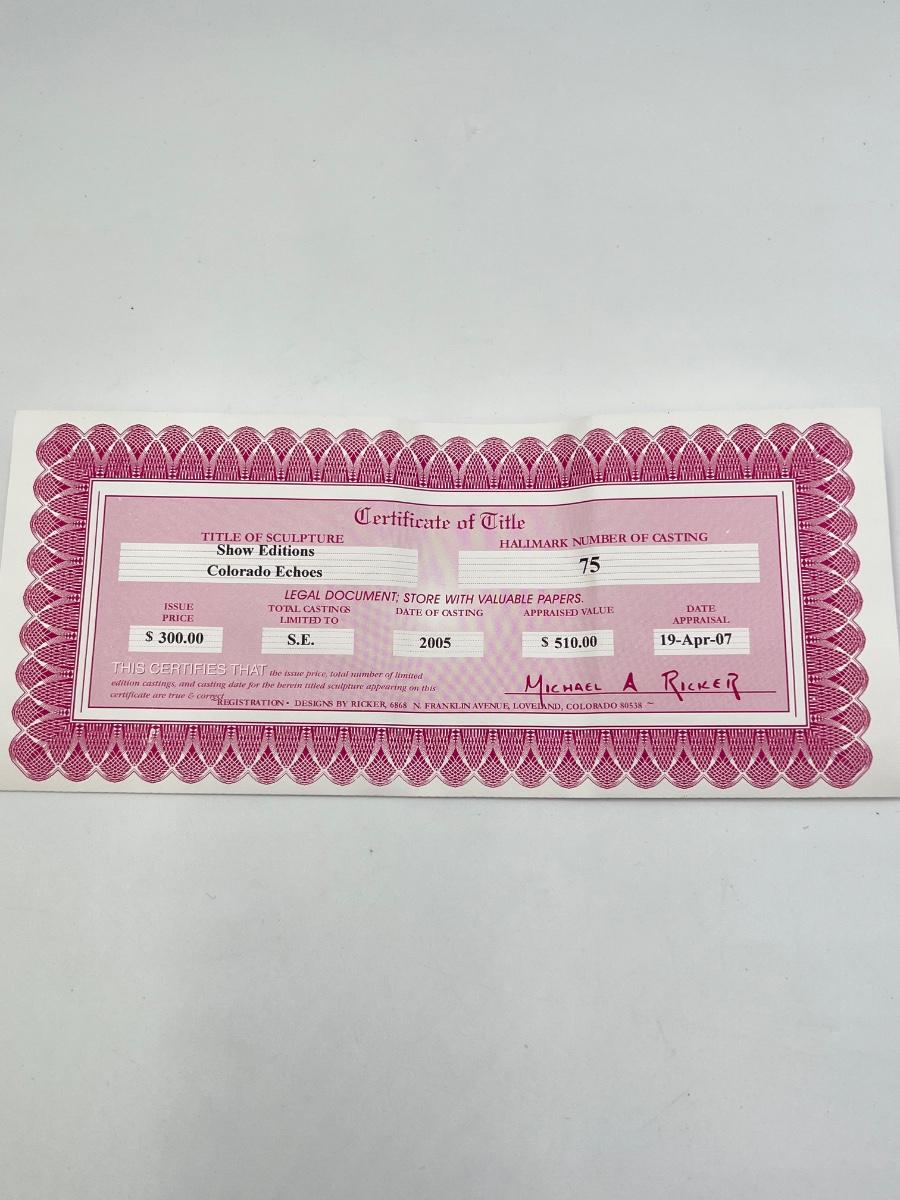 Certificate of Title
TITLE OF SCULPTURE
Show Editions
Colorado Echoes
HALLMARK NUMBER OF CASTING
75
LEGAL DOCUMENT; STORE WITH VALUABLE PAPERS.
ISSUE
PRICE
$ 300.00
TOTAL CASTINGS
LIMITED TO
S.E.
DATE OF CASTING
2005
APPRAISED VALUE
$ 510.00
DATE
APPRAISAL
19-Apr-07
THIS CERTIFIES THAT the issue price, total number of limited
edition castings, and casting date for the herein titled sculpture appearing on this
certificate are true & correct
MICHAEL A RICKER
~REGISTRATION • DESIGNS BY RICKER, 6868 N. FRANKLIN AVENUE, LOVELAND, COLORADO 80538 ~